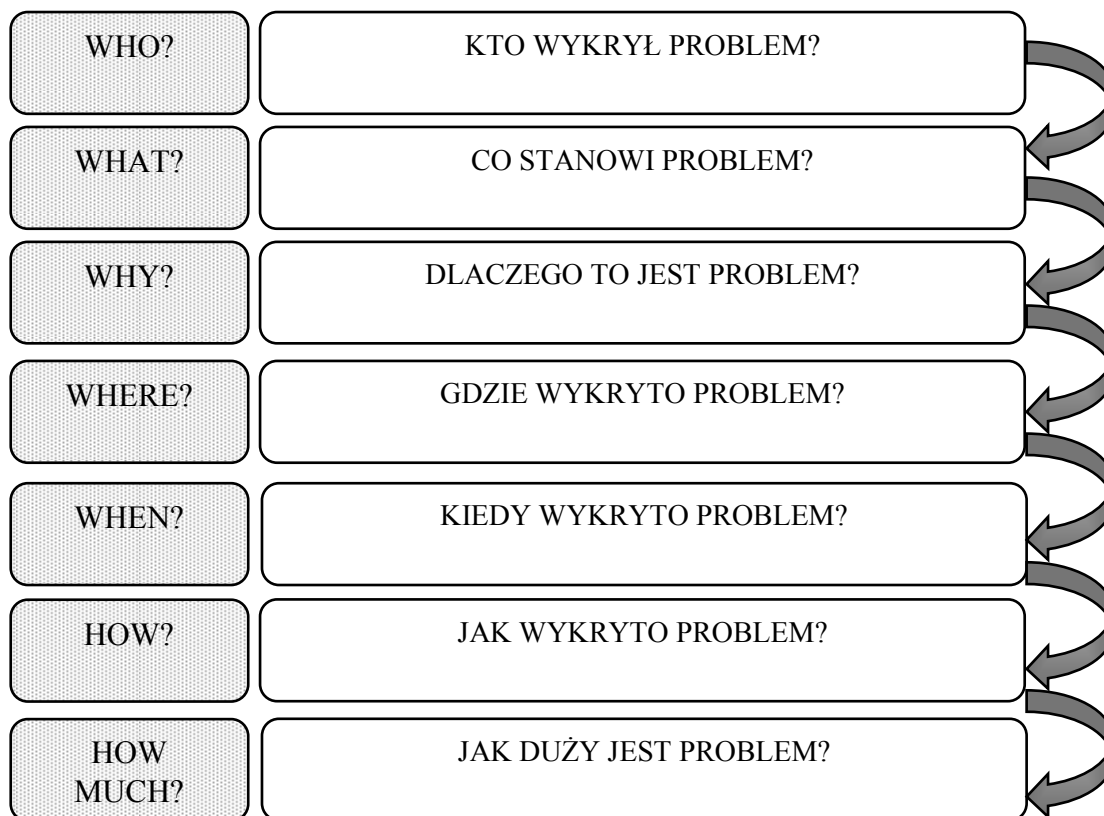 WHO?
KTO WYKRYŁ PROBLEM?
WHAT?
CO STANOWI PROBLEM?
WHY?
DLACZEGO TO JEST PROBLEM?
WHERE?
GDZIE WYKRYTO PROBLEM?
WHEN?
KIEDY WYKRYTO PROBLEM?
HOW?
JAK WYKRYTO PROBLEM?
HOW
MUCH?
JAK DUŻY JEST PROBLEM?